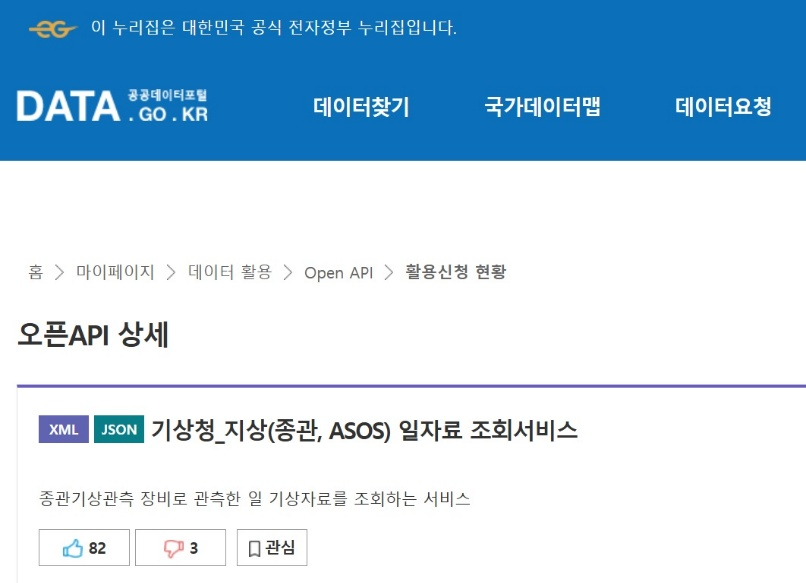 이 누리집은 대한민국 공식 전자정부 누리집입니다.
DATA 공공데이터포털 .GO.KR
데이터찾기 국가데이터맵 데이터요청
홈 > 마이페이지 > 데이터 활용 > Open API > 활용신청 현황
오픈API 상세
XML JSON 기상청_지상(종관, ASOS) 일자료 조회서비스
종관기상관측 장비로 관측한 일 기상자료를 조회하는 서비스
82 3 관심